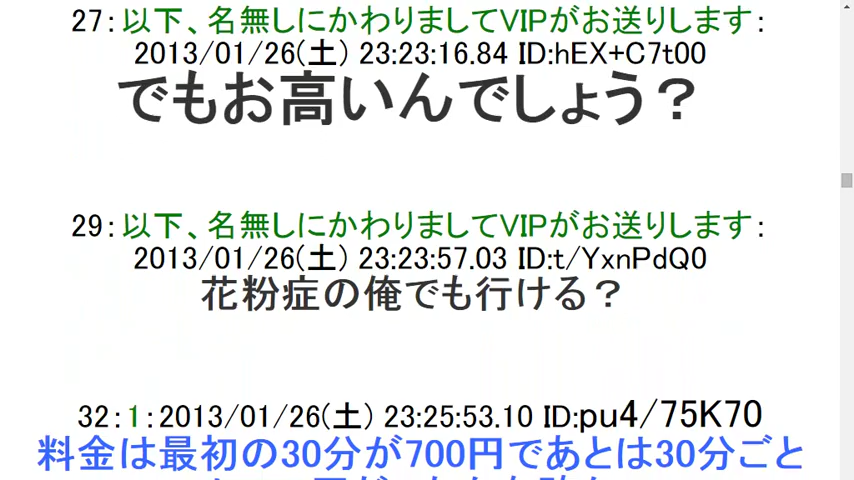 27：以下、名無しにかわりましてVIPがお送りします：
2013/01/26(土) 23:23:16.84 ID:hEX+C7t00
でもお高いんでしょう？
29：以下、名無しにかわりましてVIPがお送りします：
2013/01/26(土) 23:23:57.03 ID:t/YxnPdQ0
花粉症の俺でも行ける？
32：1：2013/01/26(土) 23:25:53.10 ID:pu4/75K70
料金は最初の30分が700円であとは30分ごと